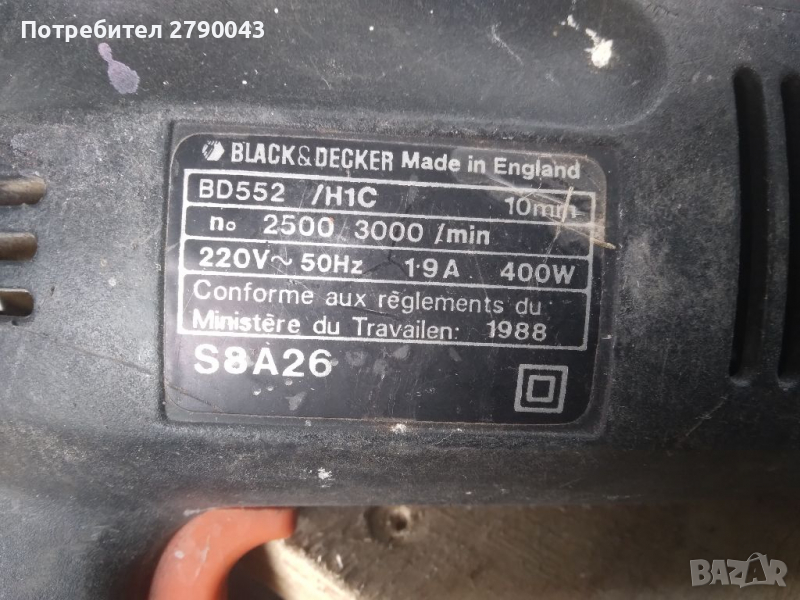 Потребител 2790043
BLACK&DECKER Made in England
BD552 /H1C 10mm
no 2500/3000/min
220V~ 50Hz 1·9A 400W
Conforme aux règlements du
Ministère du Travailen: 1988
S8A26
BAZAR